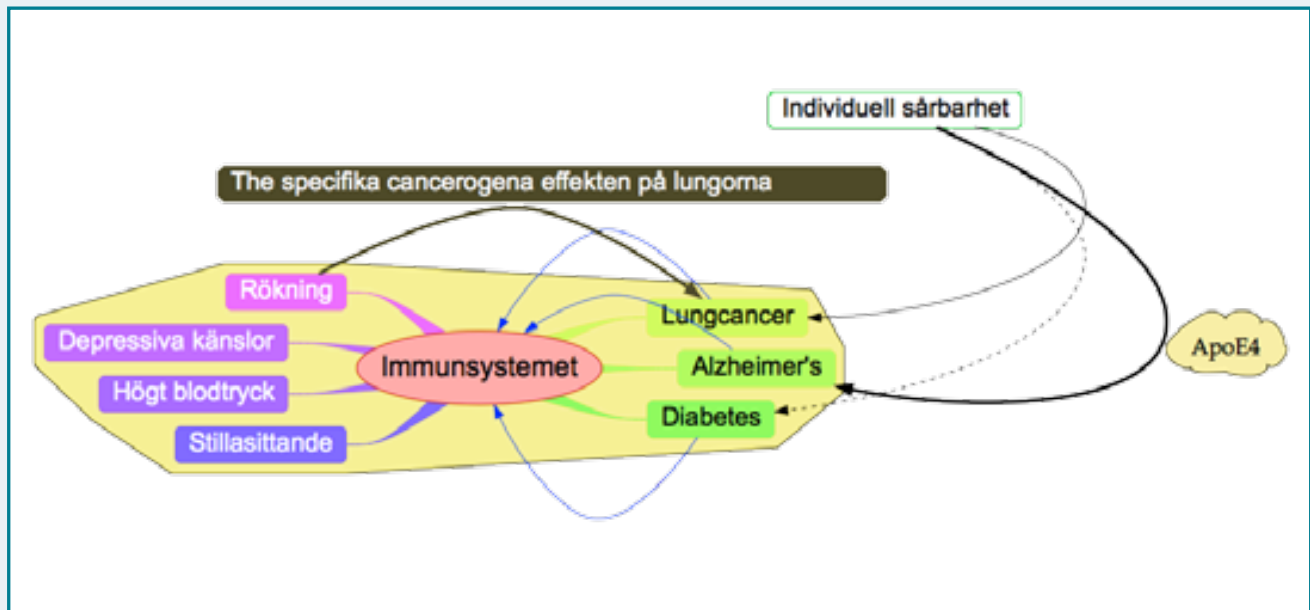 Individuell sårbarhet
The specifika cancerogena effekten på lungorna
Rökning
Lungcancer
Depressiva känslor
ApoE4
Immunsystemet
Alzheimer's
Högt blodtryck
Diabetes
Stillasittande